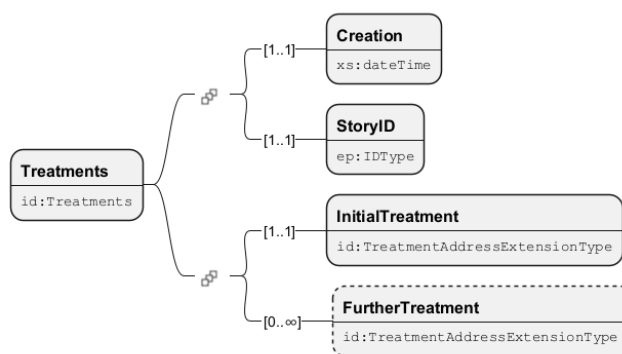 Creation
[1..1]
xs:dateTime
StoryID
[1..1]
ep:IDType
Treatments
id:Treatments
InitialTreatment
[1..1]
id:TreatmentAddressExtensionType
FurtherTreatment
[0..∞]
id:TreatmentAddressExtensionType